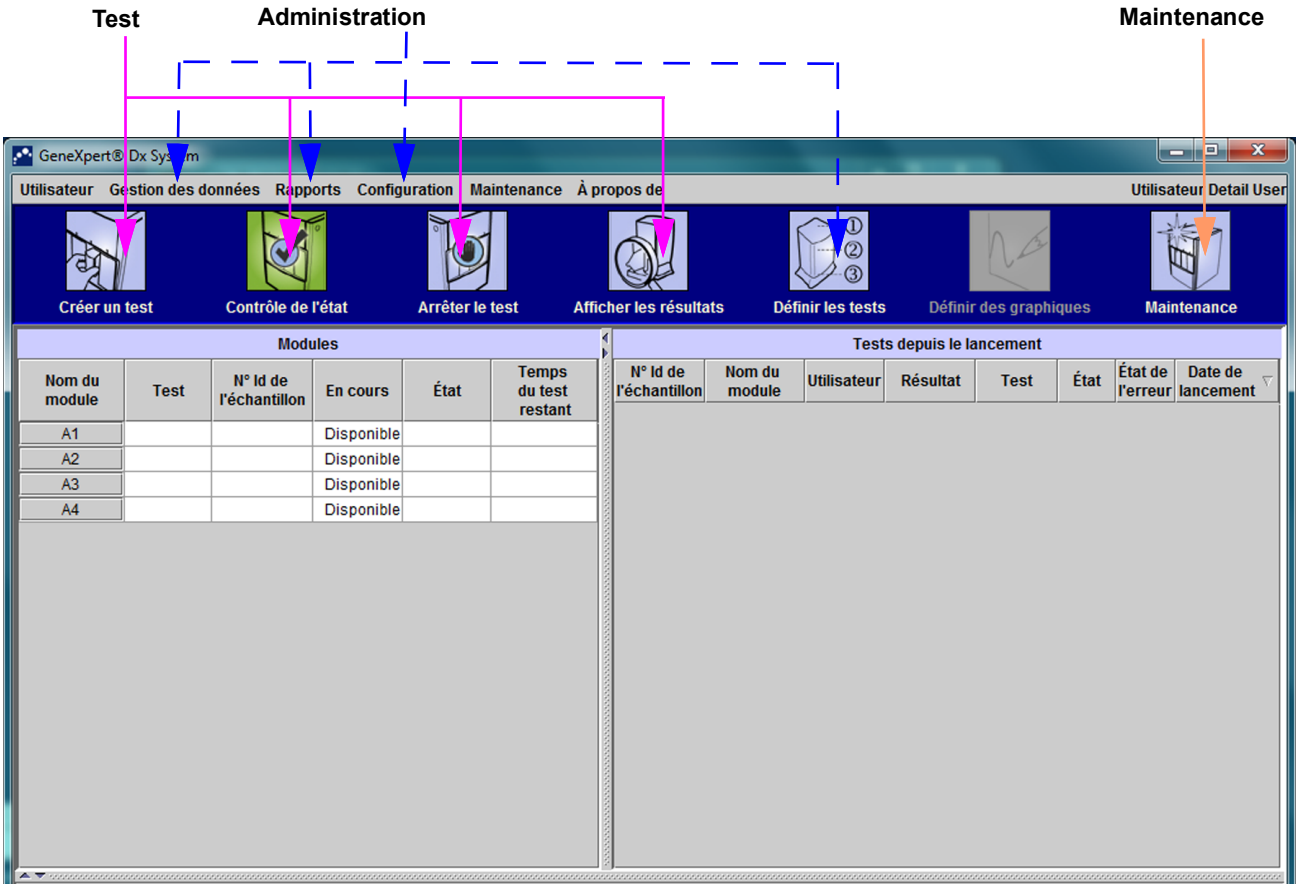 Test Administration Maintenance
GeneXpert® Dx System
Utilisateur Gestion des données Rapports Configuration Maintenance À propos de Utilisateur Detail User
①
②
③
Créer un test Contrôle de l'état Arrêter le test Afficher les résultats Définir les tests Définir des graphiques Maintenance
Modules
Nom du module
Test
N° Id de l'échantillon
En cours
État
Temps du test restant
A1 Disponible
A2 Disponible
A3 Disponible
A4 Disponible
Tests depuis le lancement
N° Id de l'échantillon
Nom du module
Utilisateur
Résultat
Test
État
État de l'erreur
Date de lancement